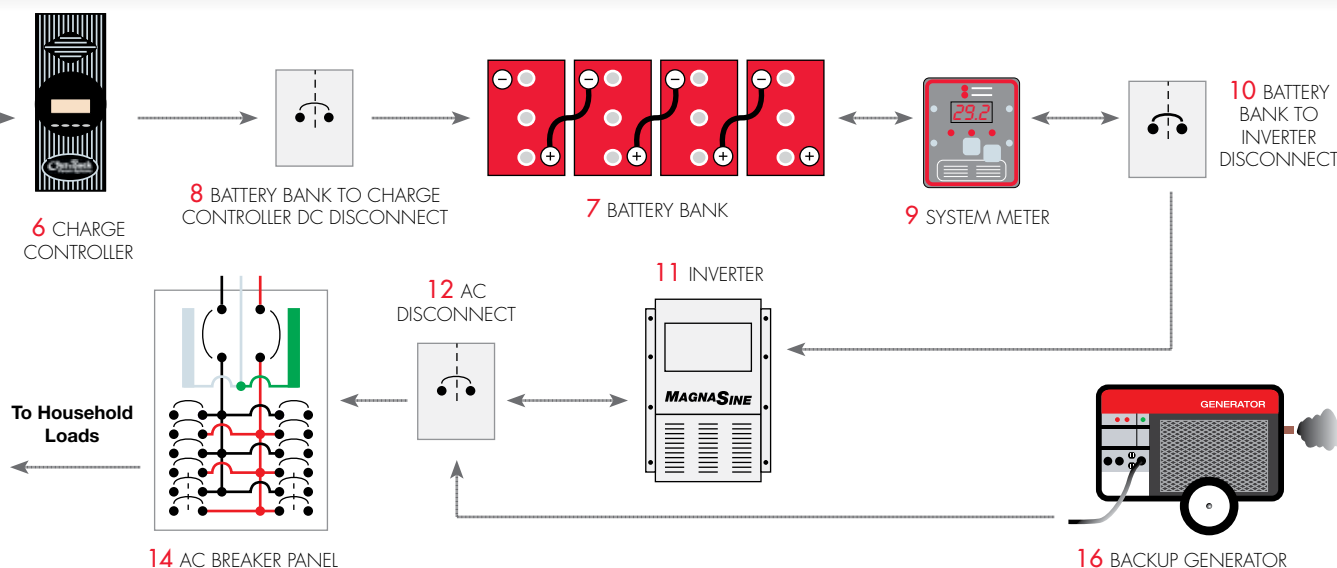 6 CHARGE
CONTROLLER
8 BATTERY BANK TO CHARGE
CONTROLLER DC DISCONNECT
7 BATTERY BANK
29.2
9 SYSTEM METER
10 BATTERY
BANK TO
INVERTER
DISCONNECT
11 INVERTER
MAGNASINE
12 AC
DISCONNECT
To Household
Loads
14 AC BREAKER PANEL
GENERATOR
16 BACKUP GENERATOR